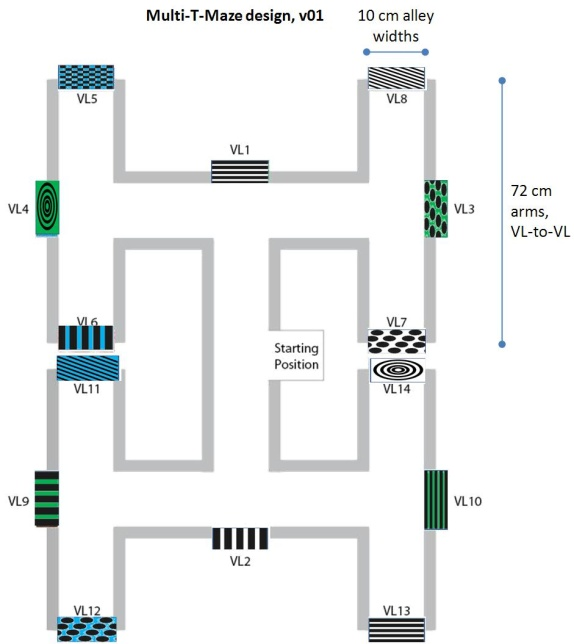 Multi-T-Maze design, v01
10 cm alley
widths
VL5
VL8
VL1
VL4
VL3
72 cm
arms,
VL-to-VL
VL6
VL7
Starting
Position
VL11
VL14
VL9
VL10
VL2
VL12
VL13